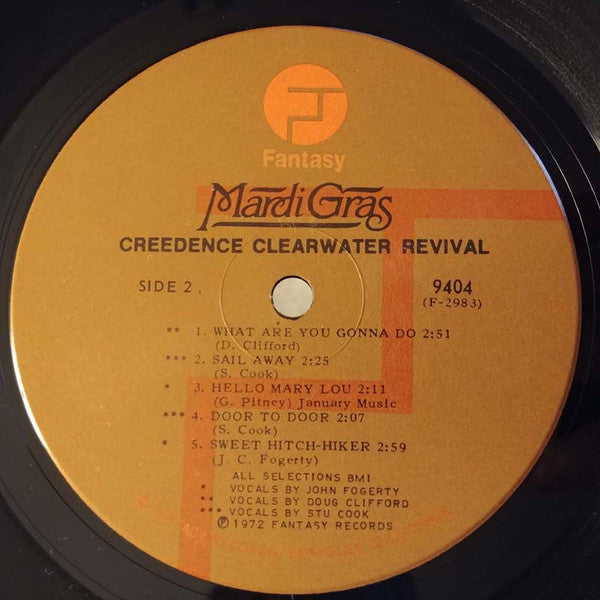 Fantasy
Mardi Gras
CREEDENCE CLEARWATER REVIVAL
SIDE 2. 9404
(F-2983)
** 1. WHAT ARE YOU GONNA DO 2:51
(D. Clifford)
*** 2. SAIL AWAY 2:25
(S. Cook)
* 3. HELLO MARY LOU 2:11
(G. Pitney) January Music
*** 4. DOOR TO DOOR 2:07
(S. Cook)
* 5. SWEET HITCH-HIKER 2:59
(J. C. Fogerty)
ALL SELECTIONS BMI
* VOCALS BY JOHN FOGERTY
** VOCALS BY DOUG CLIFFORD
*** VOCALS BY STU COOK
℗ 1972 FANTASY RECORDS